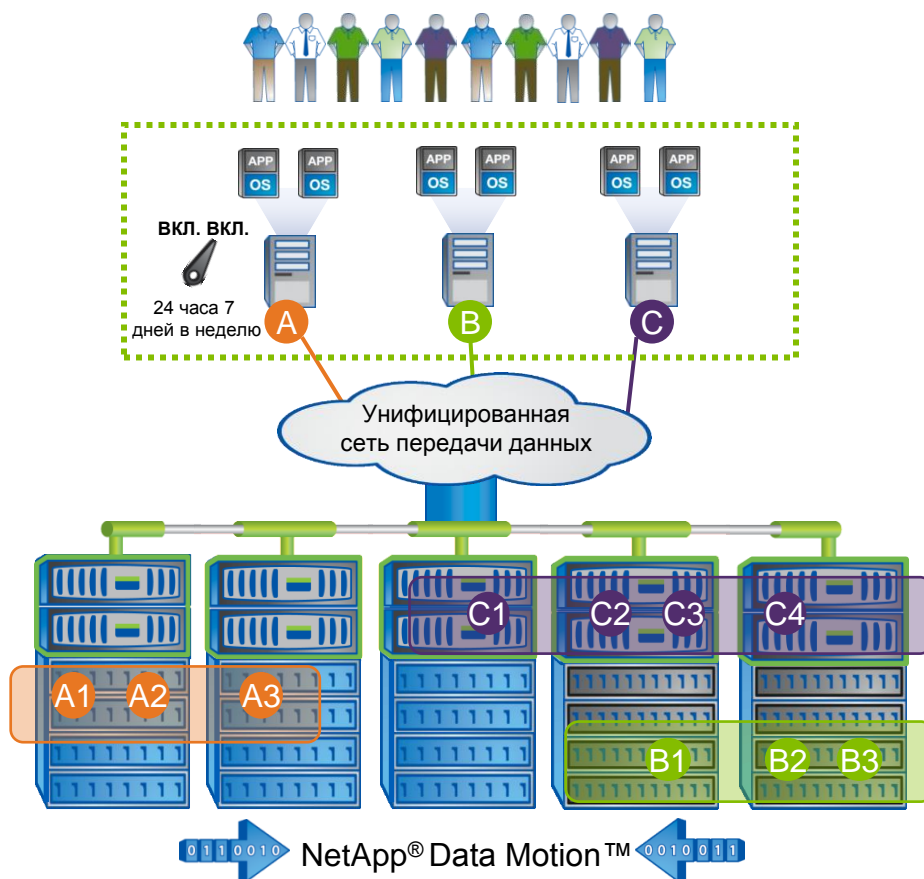 APP APP APP APP APP APP
OS OS OS OS OS OS
ВКЛ. ВКЛ.
24 часа 7
дней в неделю
A B C
Унифицированная
сеть передачи данных
C1 C2 C3 C4
A1 A2 A3
B1 B2 B3
0110010 NetApp® Data Motion™ 0010011